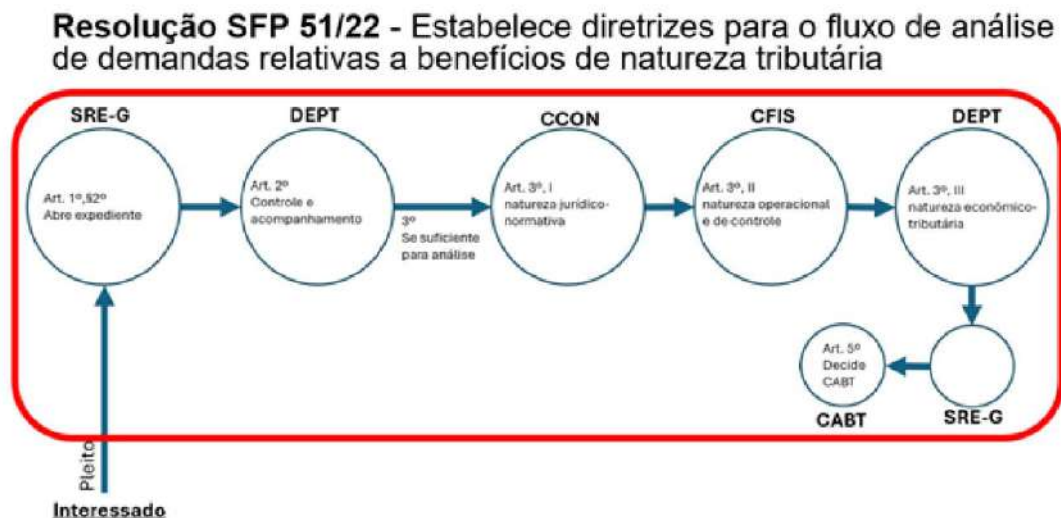 Resolução SFP 51/22 - Estabelece diretrizes para o fluxo de análise
de demandas relativas a benefícios de natureza tributária
SRE-G
Art. 1º,§2º
Abre expediente
DEPT
Art. 2º
Controle e
acompanhamento
3º
Se suficiente
para análise
CCON
Art. 3º, I
natureza jurídico-
normativa
CFIS
Art. 3º, II
natureza operacional
e de controle
DEPT
Art. 3º, III
natureza econômico-
tributária
Art. 5º
Decide
CABT
CABT
SRE-G
Pleito
Interessado